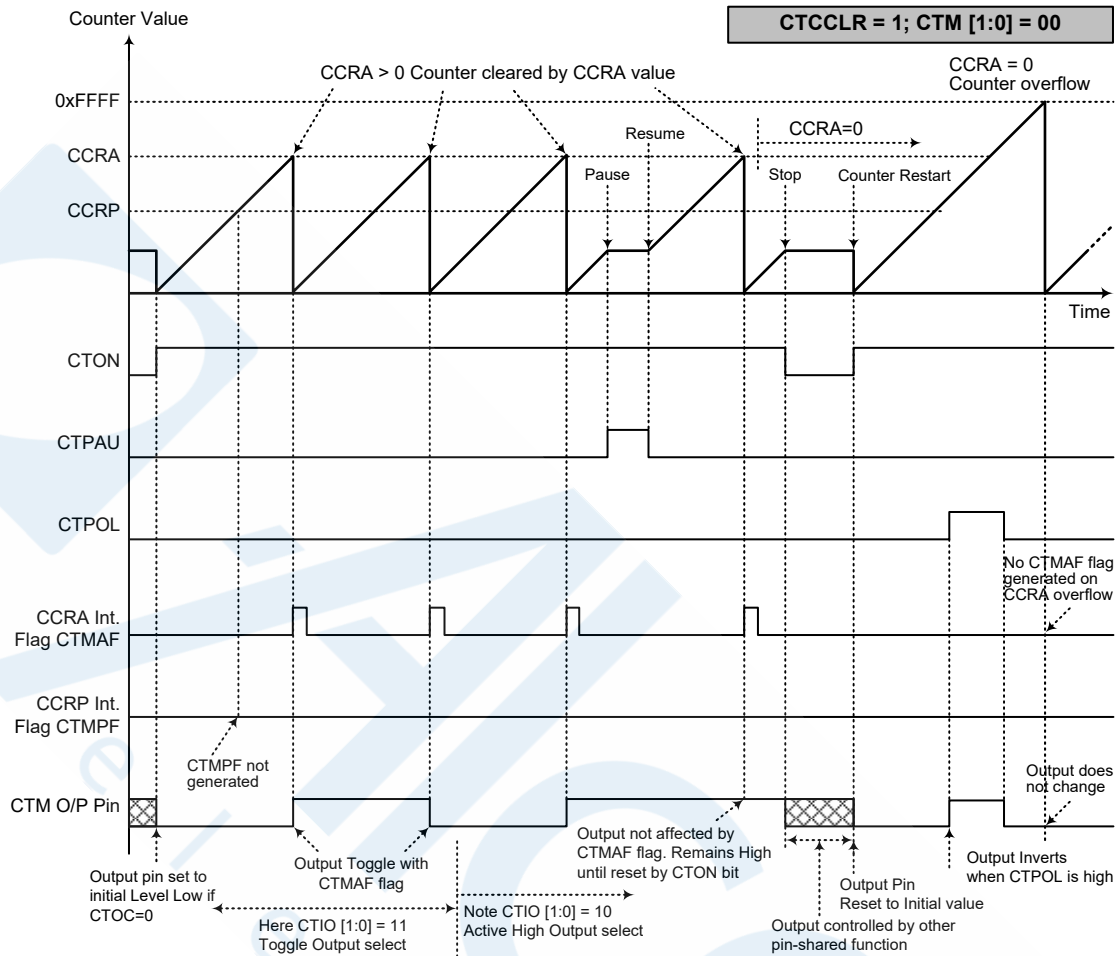 Counter Value
CTCCLR = 1; CTM [1:0] = 00
CCRA > 0 Counter cleared by CCRA value
CCRA = 0
Counter overflow
0xFFFF
CCRA
CCRP
Pause
Resume
CCRA=0
Stop
Counter Restart
Time
CTON
CTPAU
CTPOL
No CTMAF flag
generated on
CCRA overflow
CCRA Int.
Flag CTMAF
CCRP Int.
Flag CTMPF
CTMPF not
generated
CTM O/P Pin
Output does
not change
Output pin set to
initial Level Low if
CTOC=0
Output Toggle with
CTMAF flag
Here CTIO [1:0] = 11
Toggle Output select
Note CTIO [1:0] = 10
Active High Output select
Output not affected by
CTMAF flag. Remains High
until reset by CTON bit
Output controlled by other
pin-shared function
Output Pin
Reset to Initial value
Output Inverts
when CTPOL is high